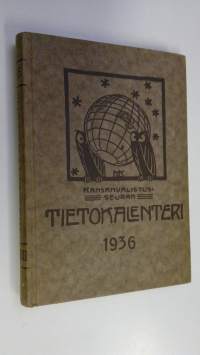 KANSANVALISTUS-
SEURAN
TIETOKALENTERI
1936